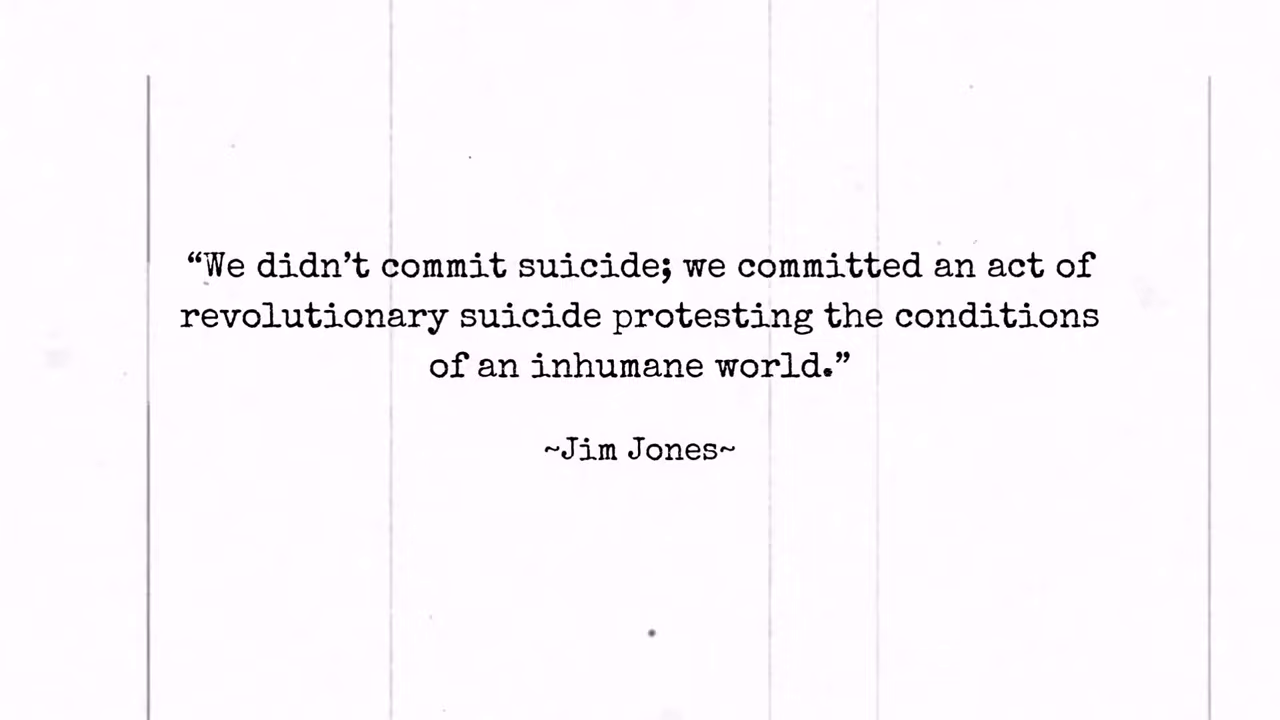 “We didn’t commit suicide; we committed an act of
revolutionary suicide protesting the conditions
of an inhumane world.”
~Jim Jones~